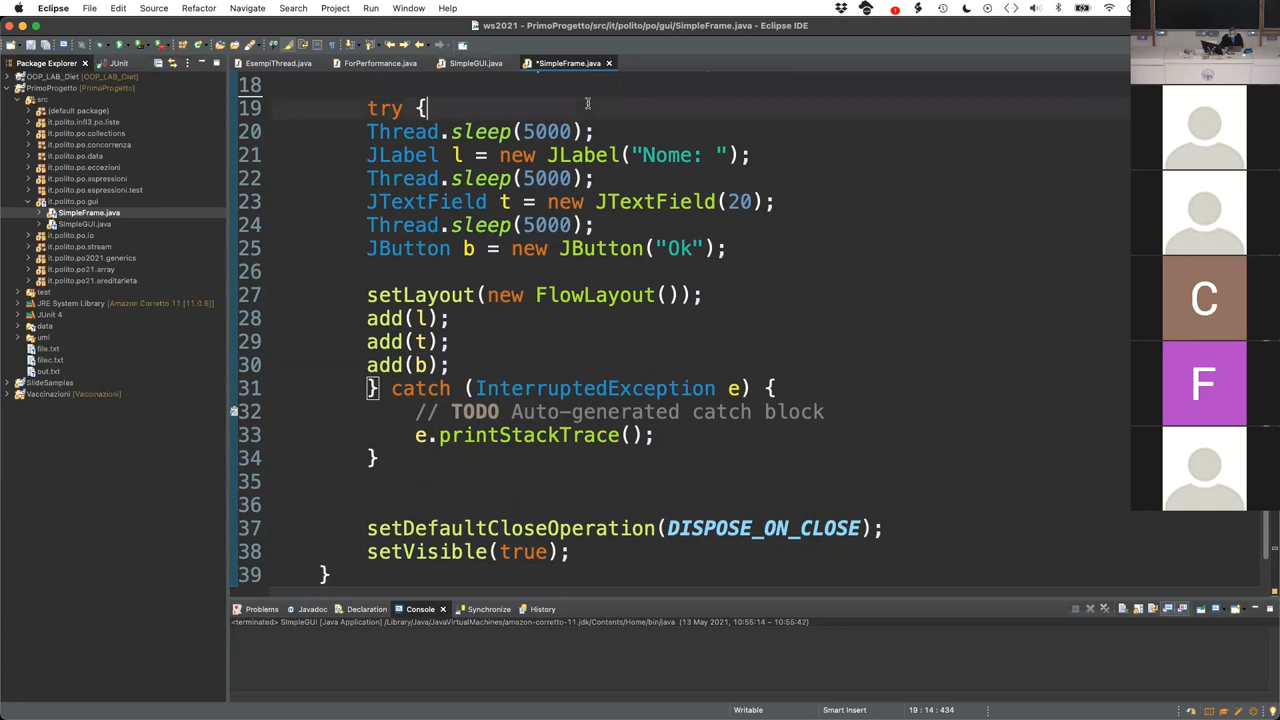 Eclipse File Edit Source Refactor Navigate Search Project Run Window Help
ws2021 - PrimoProgetto/src/it/polito/po/gui/SimpleFrame.java - Eclipse IDE
Package Explorer JUnit
EsempiThread.java ForPerformance.java SImpleGUI.java *SimpleFrame.java
OOP_LAB_Diet [OOP_LAB_Diet]
PrimoProgetto [PrimoProgetto]
src
(default package)
it.polito.inf13.po.liste
it.polito.po.collections
it.polito.po.concorrenza
it.polito.po.data
it.polito.po.eccezioni
it.polito.po.espressioni
it.polito.po.espressioni.test
it.polito.po.gui
SimpleFrame.java
SImpleGUI.java
it.polito.po.io
it.polito.po.stream
it.polito.po2021.generics
it.polito.po21.array
it.polito.po21.ereditarieta
test
JRE System Library [Amazon Corretto 11 [11.0.6]]
JUnit 4
data
uml
file.txt
filec.txt
out.txt
SlideSamples
Vaccinazioni [Vaccinazioni]
18
19 try {
20 Thread.sleep(5000);
21 JLabel l = new JLabel("Nome: ");
22 Thread.sleep(5000);
23 JTextField t = new JTextField(20);
24 Thread.sleep(5000);
25 JButton b = new JButton("Ok");
26
27 setLayout(new FlowLayout());
28 add(l);
29 add(t);
30 add(b);
31 } catch (InterruptedException e) {
32 // TODO Auto-generated catch block
33 e.printStackTrace();
34 }
35
36
37 setDefaultCloseOperation(DISPOSE_ON_CLOSE);
38 setVisible(true);
39 }
Problems Javadoc Declaration Console Synchronize History
<terminated> SImpleGUI [Java Application] /Library/Java/JavaVirtualMachines/amazon-corretto-11.jdk/Contents/Home/bin/java (13 May 2021, 10:55:14 – 10:55:42)
Writable Smart Insert 19 : 14 : 434
C
F